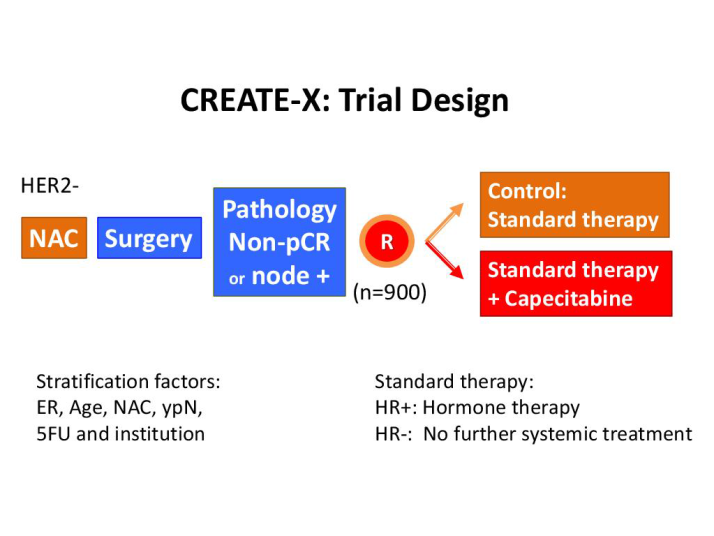 CREATE-X: Trial Design
HER2-
NAC
Surgery
Pathology
Non-pCR
or node +
R
(n=900)
Control:
Standard therapy
Standard therapy
+ Capecitabine
Stratification factors:
ER, Age, NAC, ypN,
5FU and institution
Standard therapy:
HR+: Hormone therapy
HR-: No further systemic treatment